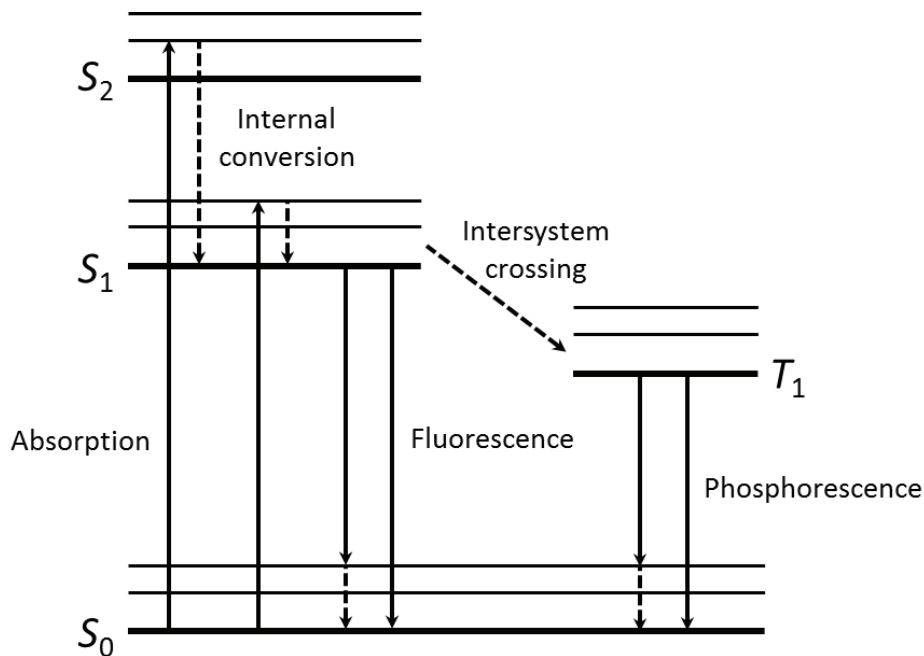 S2
Internal
conversion
Intersystem
crossing
S1
T1
Absorption
Fluorescence
Phosphorescence
S0